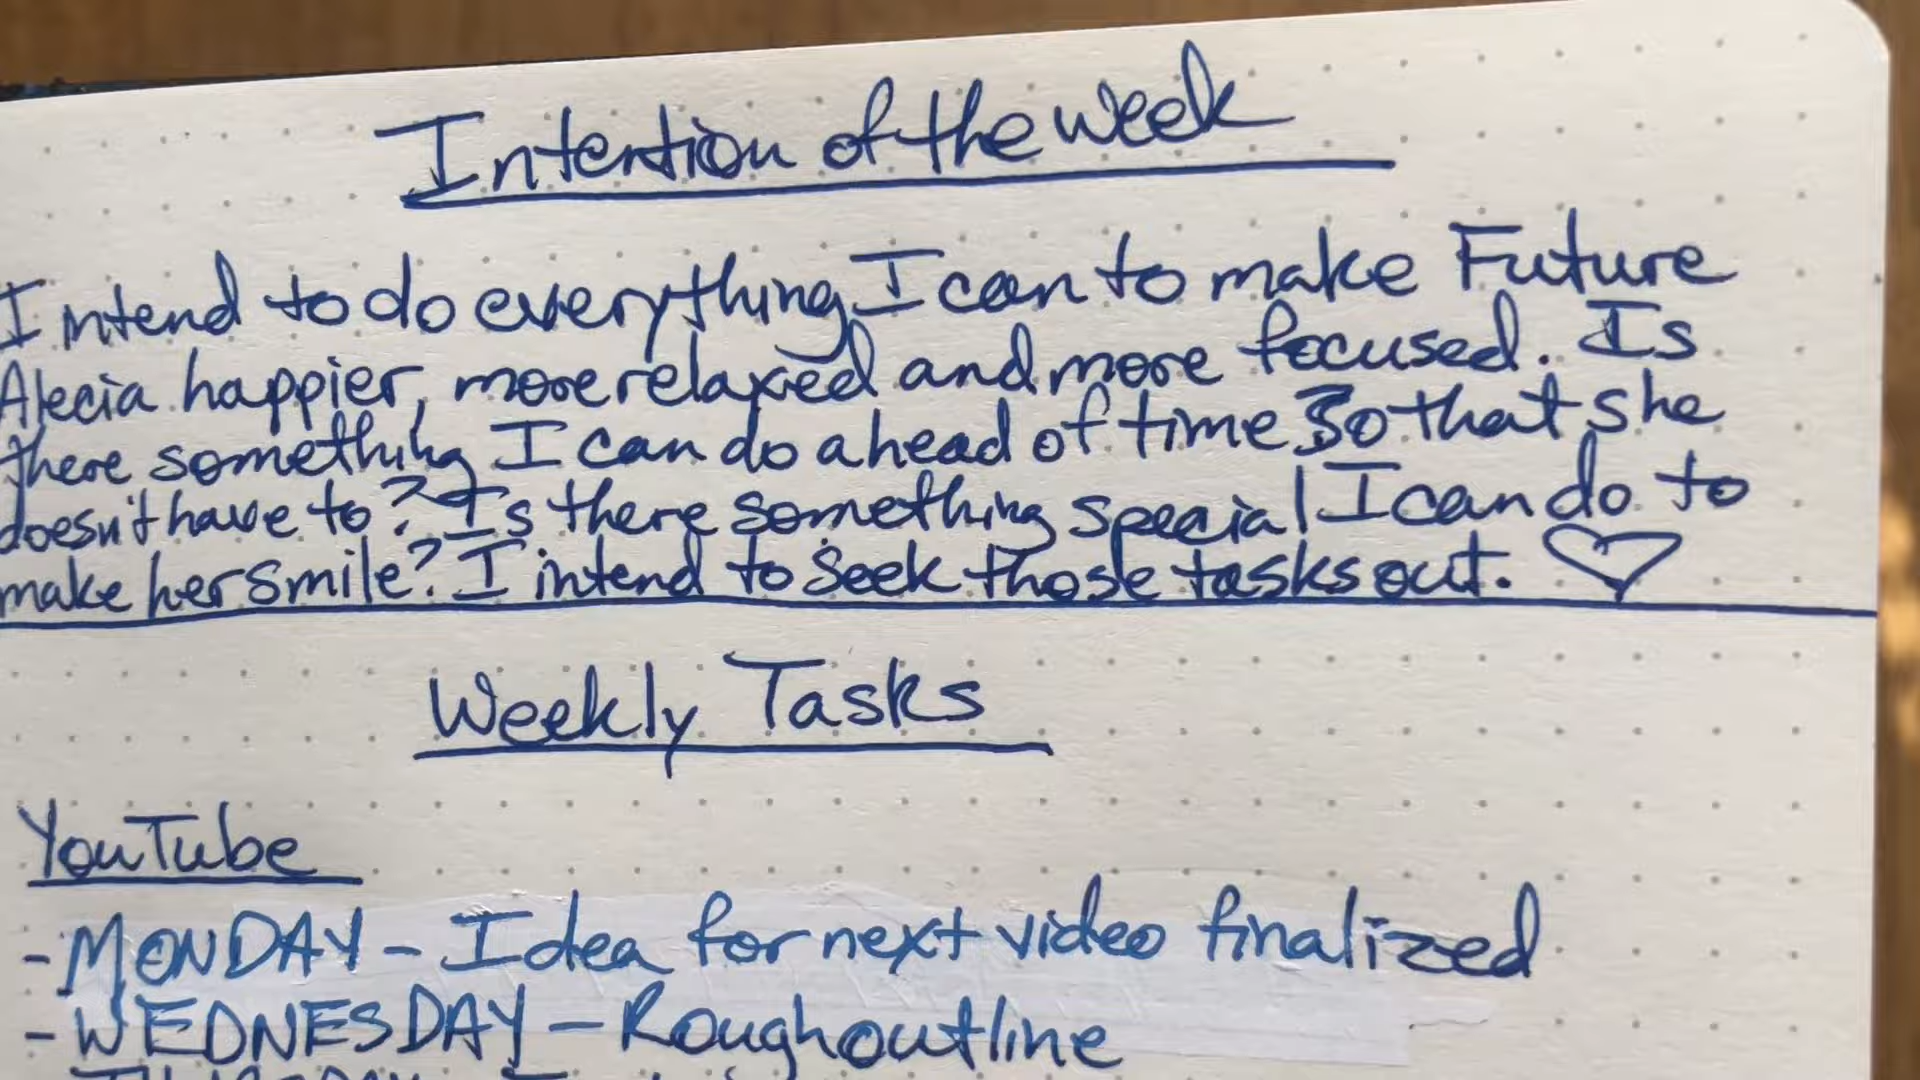 Intention of the week
I intend to do everything I can to make Future
Alecia happier, more relaxed and more focused. Is
there something I can do ahead of time so that she
doesn't have to? Is there something special I can do to
make her smile? I intend to seek those tasks out.
Weekly Tasks
YouTube
- MONDAY - Idea for next video finalized
- WEDNESDAY - Rough outline